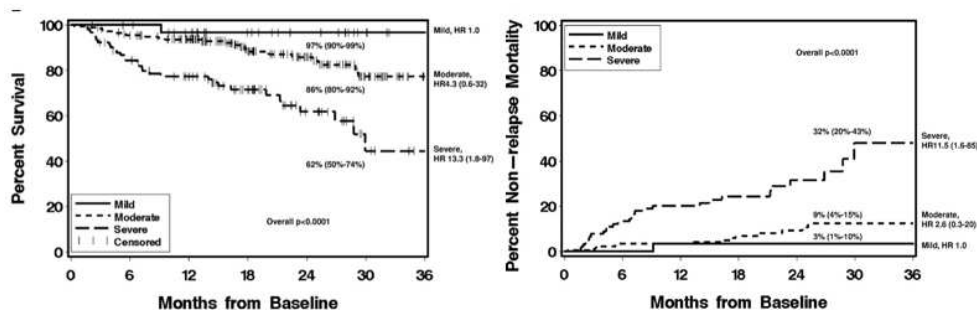 100
80
60
40
20
0
Percent Survival
97% (90%-99%)
86% (80%-92%)
62% (50%-74%)
Mild, HR 1.0
Moderate,
HR4.3 (0.6-32)
Severe,
HR 13.3 (1.8-97)
Mild
Moderate
Severe
Censored
Overall p<0.0001
0 6 12 18 24 30 36
Months from Baseline
Percent Non-relapse Mortality
100
80
60
40
20
0
Mild
Moderate
Severe
Overall p<0.0001
32% (20%-43%)
Severe,
HR11.5 (1.6-85)
9% (4%-15%)
Moderate,
HR 2.6 (0.3-20)
3% (1%-10%)
Mild, HR 1.0
0 6 12 18 24 30 36
Months from Baseline